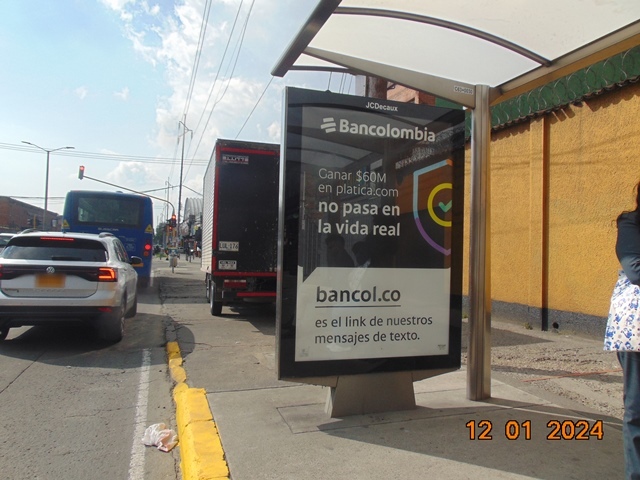 JCDecaux
Bancolombia
Ganar $60M
en platica.com
no pasa en
la vida real
bancol.co
es el link de nuestros
mensajes de texto.
12 01 2024